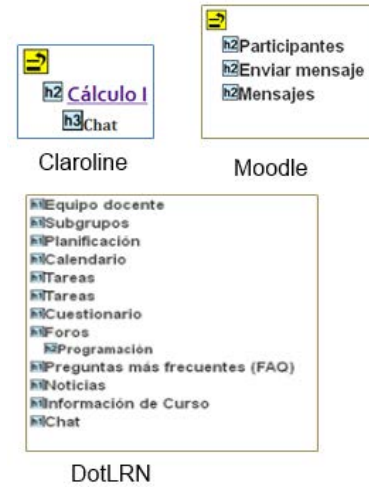 h2 Cálculo I
h3 Chat
Claroline
h2 Participantes
h2 Enviar mensaje
h2 Mensajes
Moodle
h1 Equipo docente
h1 Subgrupos
h1 Planificación
h1 Calendario
h1 Tareas
h1 Tareas
h1 Cuestionario
h1 Foros
h2 Programación
h1 Preguntas más frecuentes (FAQ)
h1 Noticias
h1 Información de Curso
h1 Chat
DotLRN